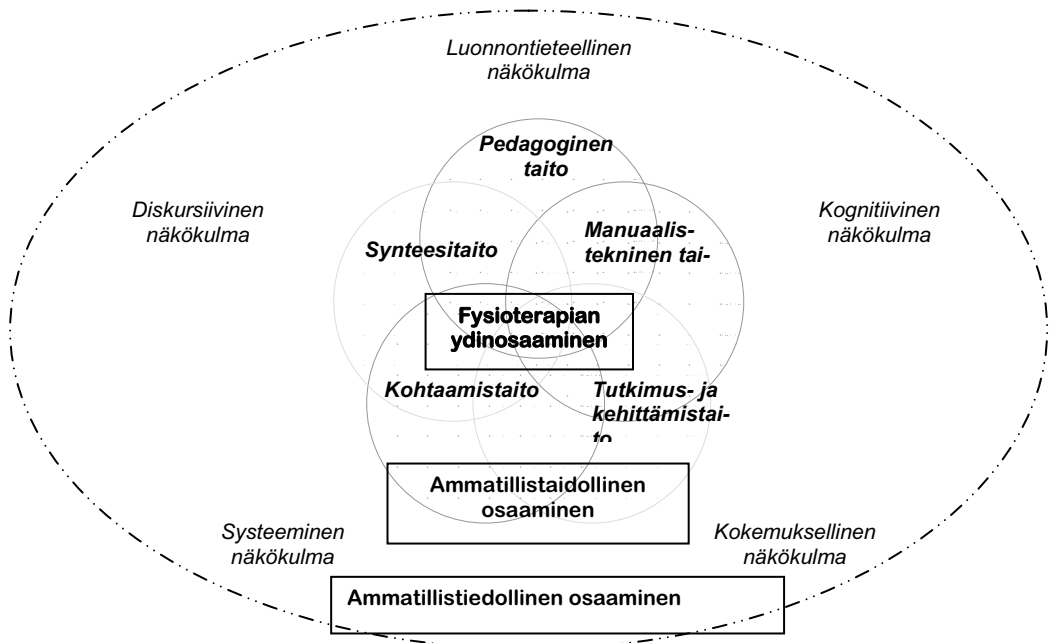 Luonnontieteellinen
näkökulma
Pedagoginen
taito
Diskursiivinen
näkökulma
Kognitiivinen
näkökulma
Synteesitaito
Manuaalis-
tekninen tai-
Fysioterapian
ydinosaaminen
Kohtaamistaito
Tutkimus- ja
kehittämistai-
to
Ammatillistaidollinen
osaaminen
Systeeminen
näkökulma
Kokemuksellinen
näkökulma
Ammatillistiedollinen osaaminen